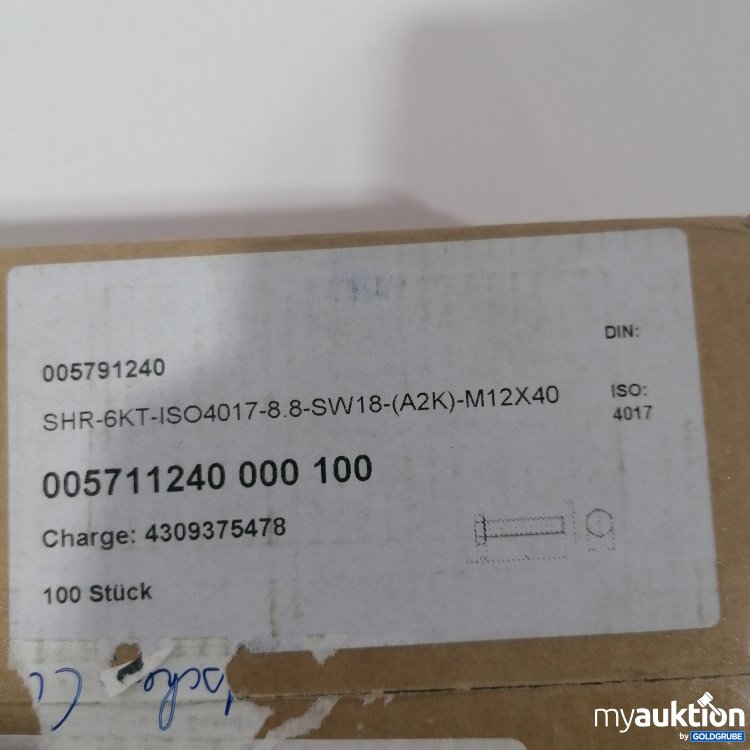 005791240
DIN:
SHR-6KT-ISO4017-8.8-SW18-(A2K)-M12X40
ISO:
4017
005711240 000 100
Charge: 4309375478
100 Stück
myauktion
by GOLDGRUBE